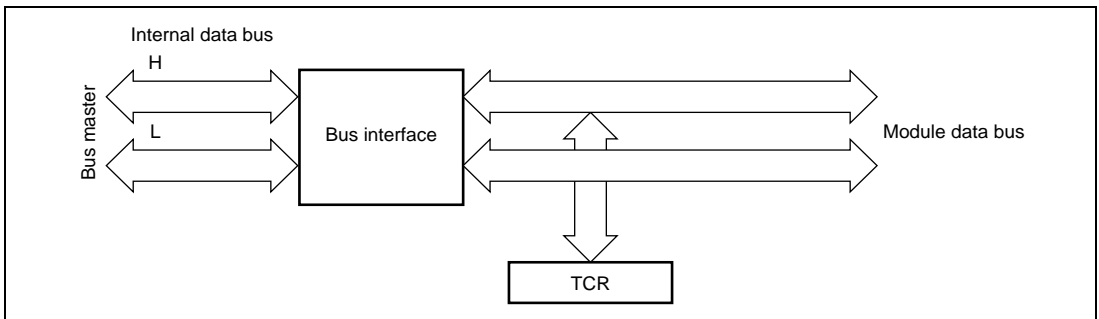 Internal data bus
H
Bus master
L
Bus interface
Module data bus
TCR